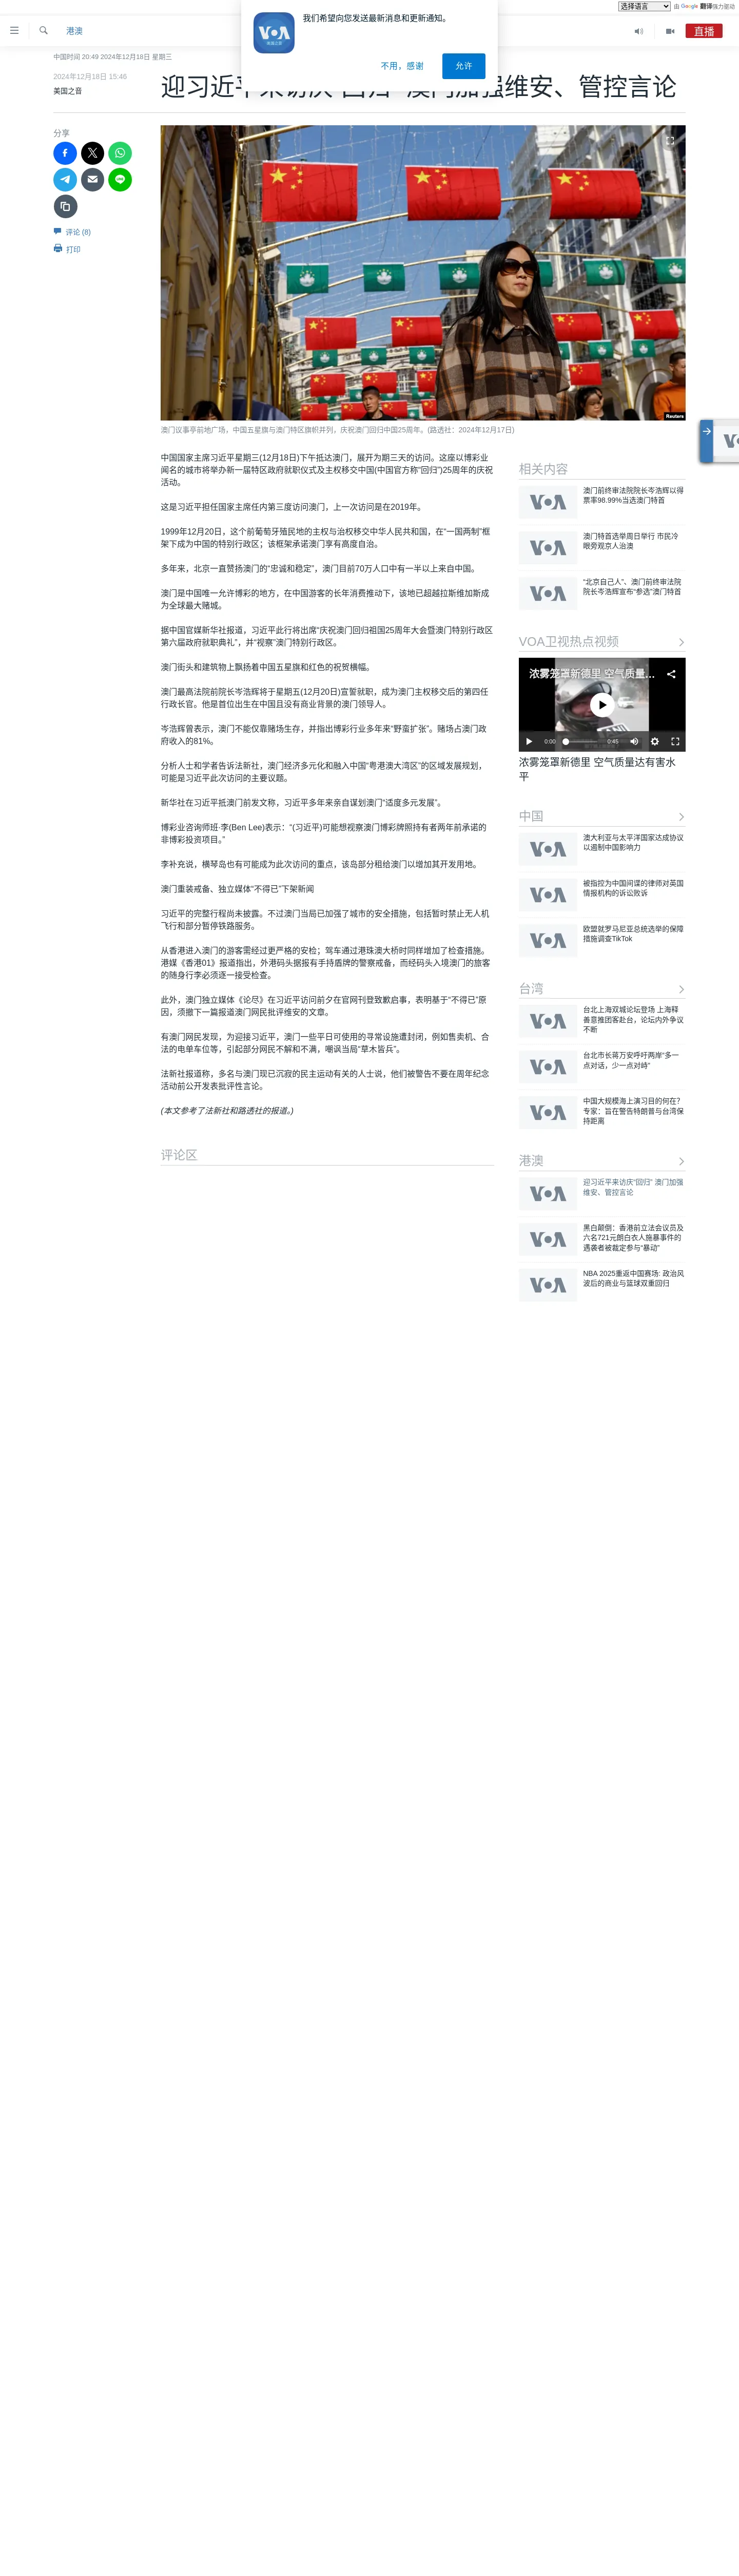 选择语言
由 Google 翻译强力驱动
我们希望向您发送最新消息和更新通知。
不用，感谢
允许
港澳
直播
中国时间 20:49 2024年12月18日 星期三
2024年12月18日 15:46
美国之音
迎习近平来访庆"回归" 澳门加强维安、管控言论
分享
评论 (8)
打印
Reuters
澳门议事亭前地广场，中国五星旗与澳门特区旗帜并列，庆祝澳门回归中国25周年。(路透社：2024年12月17日)
中国国家主席习近平星期三(12月18日)下午抵达澳门，展开为期三天的访问。这座以博彩业
闻名的城市将举办新一届特区政府就职仪式及主权移交中国(中国官方称“回归”)25周年的庆祝
活动。
这是习近平担任国家主席任内第三度访问澳门，上一次访问是在2019年。
1999年12月20日，这个前葡萄牙殖民地的主权与治权移交中华人民共和国，在“一国两制”框
架下成为中国的特别行政区；该框架承诺澳门享有高度自治。
多年来，北京一直赞扬澳门的“忠诚和稳定”，澳门目前70万人口中有一半以上来自中国。
澳门是中国唯一允许博彩的地方，在中国游客的长年消费推动下，该地已超越拉斯维加斯成
为全球最大赌城。
据中国官媒新华社报道，习近平此行将出席“庆祝澳门回归祖国25周年大会暨澳门特别行政区
第六届政府就职典礼”，并“视察”澳门特别行政区。
澳门街头和建筑物上飘扬着中国五星旗和红色的祝贺横幅。
澳门最高法院前院长岑浩辉将于星期五(12月20日)宣誓就职，成为澳门主权移交后的第四任
行政长官。他是首位出生在中国且没有商业背景的澳门领导人。
岑浩辉曾表示，澳门不能仅靠赌场生存，并指出博彩行业多年来“野蛮扩张”。赌场占澳门政
府收入的81%。
分析人士和学者告诉法新社，澳门经济多元化和融入中国“粤港澳大湾区”的区域发展规划，
可能是习近平此次访问的主要议题。
新华社在习近平抵澳门前发文称，习近平多年来亲自谋划澳门“适度多元发展”。
博彩业咨询师班·李(Ben Lee)表示：“(习近平)可能想视察澳门博彩牌照持有者两年前承诺的
非博彩投资项目。”
李补充说，横琴岛也有可能成为此次访问的重点，该岛部分租给澳门以增加其开发用地。
澳门重装戒备、独立媒体“不得已”下架新闻
习近平的完整行程尚未披露。不过澳门当局已加强了城市的安全措施，包括暂时禁止无人机
飞行和部分暂停铁路服务。
从香港进入澳门的游客需经过更严格的安检；驾车通过港珠澳大桥时同样增加了检查措施。
港媒《香港01》报道指出，外港码头据报有手持盾牌的警察戒备，而经码头入境澳门的旅客
的随身行李必须逐一接受检查。
此外，澳门独立媒体《论尽》在习近平访问前夕在官网刊登致歉启事，表明基于“不得已”原
因，须撤下一篇报道澳门网民批评维安的文章。
有澳门网民发现，为迎接习近平，澳门一些平日可使用的寻常设施遭封闭，例如售卖机、合
法的电单车位等，引起部分网民不解和不满，嘲讽当局“草木皆兵”。
法新社报道称，多名与澳门现已沉寂的民主运动有关的人士说，他们被警告不要在周年纪念
活动前公开发表批评性言论。
(本文参考了法新社和路透社的报道。)
评论区
相关内容
澳门前终审法院院长岑浩辉以得
票率98.99%当选澳门特首
澳门特首选举周日举行 市民冷
眼旁观京人治澳
“北京自己人”、澳门前终审法院
院长岑浩辉宣布“参选”澳门特首
VOA卫视热点视频
浓雾笼罩新德里 空气质量...
0:00
0:45
浓雾笼罩新德里 空气质量达有害水
平
中国
澳大利亚与太平洋国家达成协议
以遏制中国影响力
被指控为中国间谍的律师对英国
情报机构的诉讼败诉
欧盟就罗马尼亚总统选举的保障
措施调查TikTok
台湾
台北上海双城论坛登场 上海释
善意推团客赴台，论坛内外争议
不断
台北市长蒋万安呼吁两岸“多一
点对话，少一点对峙”
中国大规模海上演习目的何在？
专家：旨在警告特朗普与台湾保
持距离
港澳
迎习近平来访庆“回归” 澳门加强
维安、管控言论
黑白颠倒：香港前立法会议员及
六名721元朗白衣人施暴事件的
遇袭者被裁定参与“暴动”
NBA 2025重返中国赛场: 政治风
波后的商业与篮球双重回归